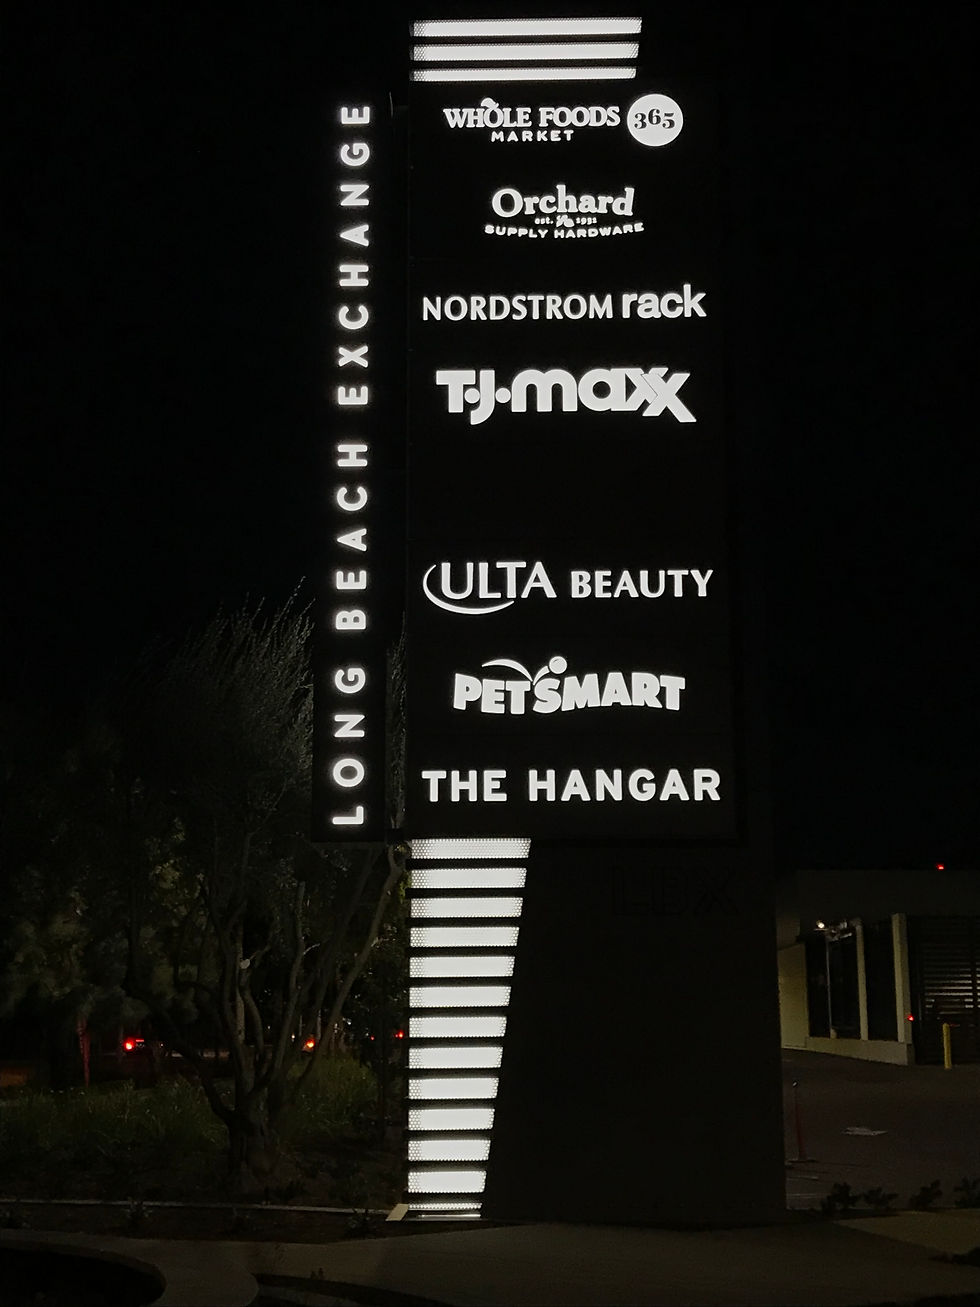 LONG BEACH EXCHANGE
WHOLE FOODS
MARKET
365
Orchard
est. 1931
SUPPLY HARDWARE
NORDSTROM rack
T·J·maxx
ULTA BEAUTY
PETSMART
THE HANGAR
LEX